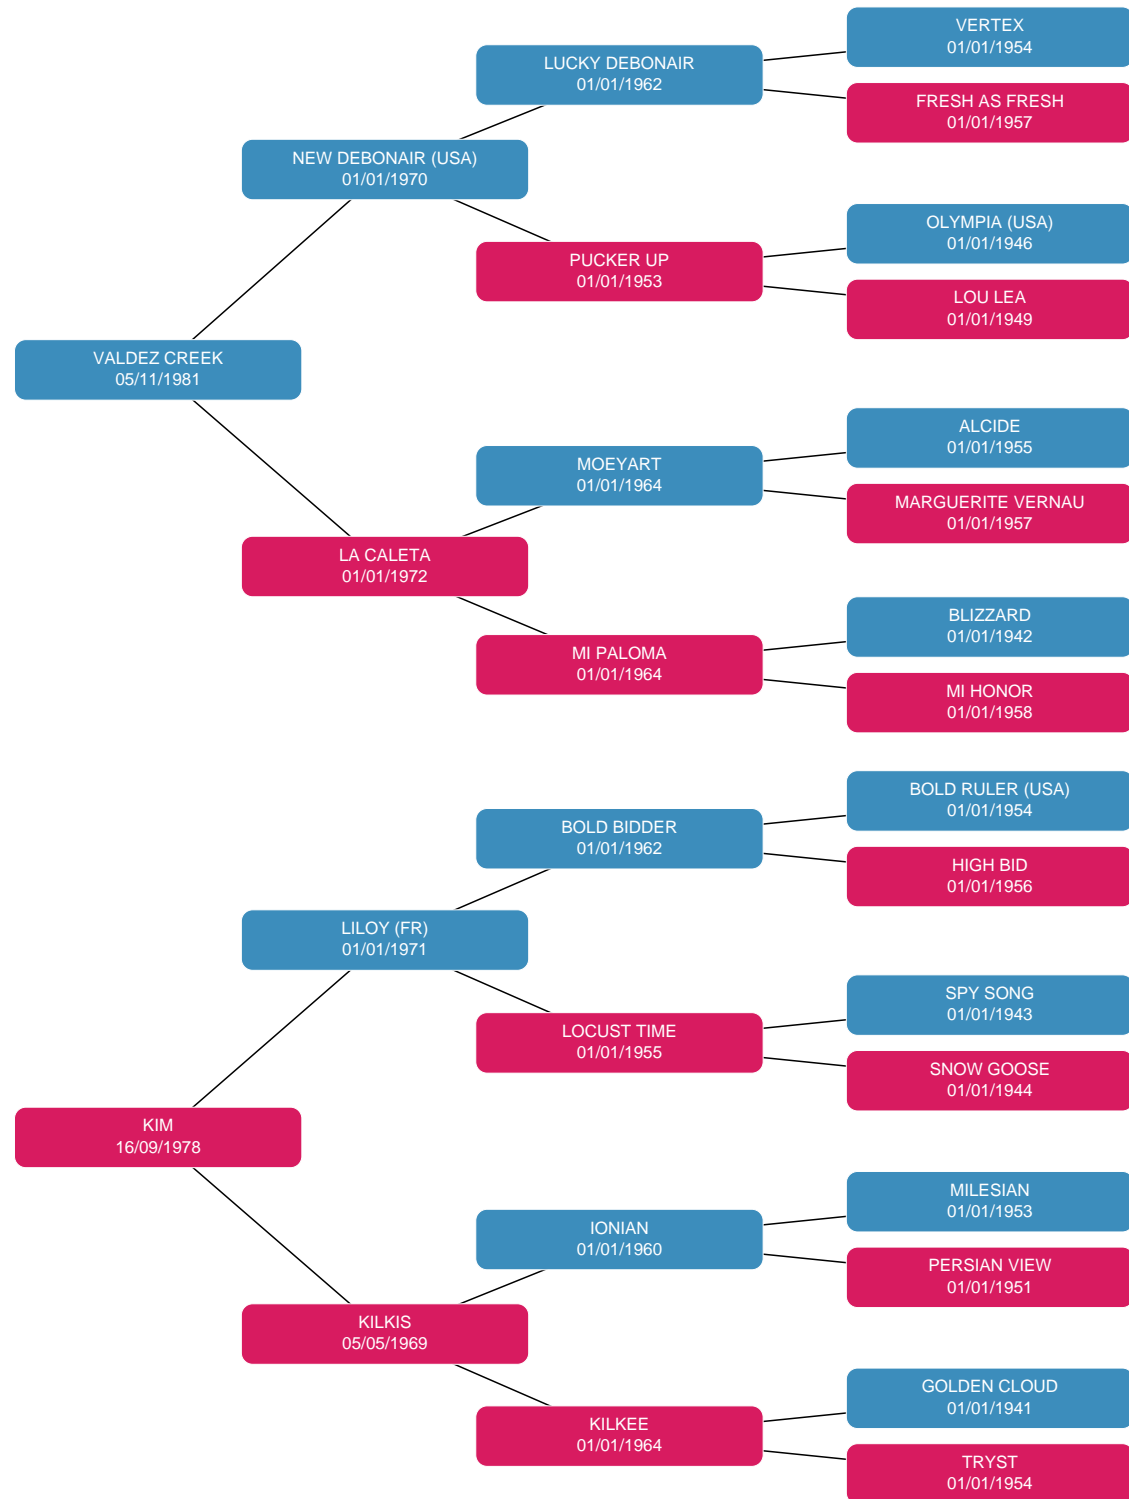 VERTEX
01/01/1954
LUCKY DEBONAIR
01/01/1962
FRESH AS FRESH
01/01/1957
NEW DEBONAIR (USA)
01/01/1970
OLYMPIA (USA)
01/01/1946
PUCKER UP
01/01/1953
LOU LEA
01/01/1949
VALDEZ CREEK
05/11/1981
ALCIDE
01/01/1955
MOEYART
01/01/1964
MARGUERITE VERNAU
01/01/1957
LA CALETA
01/01/1972
BLIZZARD
01/01/1942
MI PALOMA
01/01/1964
MI HONOR
01/01/1958
BOLD RULER (USA)
01/01/1954
BOLD BIDDER
01/01/1962
HIGH BID
01/01/1956
LILOY (FR)
01/01/1971
SPY SONG
01/01/1943
LOCUST TIME
01/01/1955
SNOW GOOSE
01/01/1944
KIM
16/09/1978
MILESIAN
01/01/1953
IONIAN
01/01/1960
PERSIAN VIEW
01/01/1951
KILKIS
05/05/1969
GOLDEN CLOUD
01/01/1941
KILKEE
01/01/1964
TRYST
01/01/1954